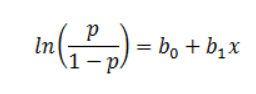 ln(p/(1 − p)) = b₀ + b₁x